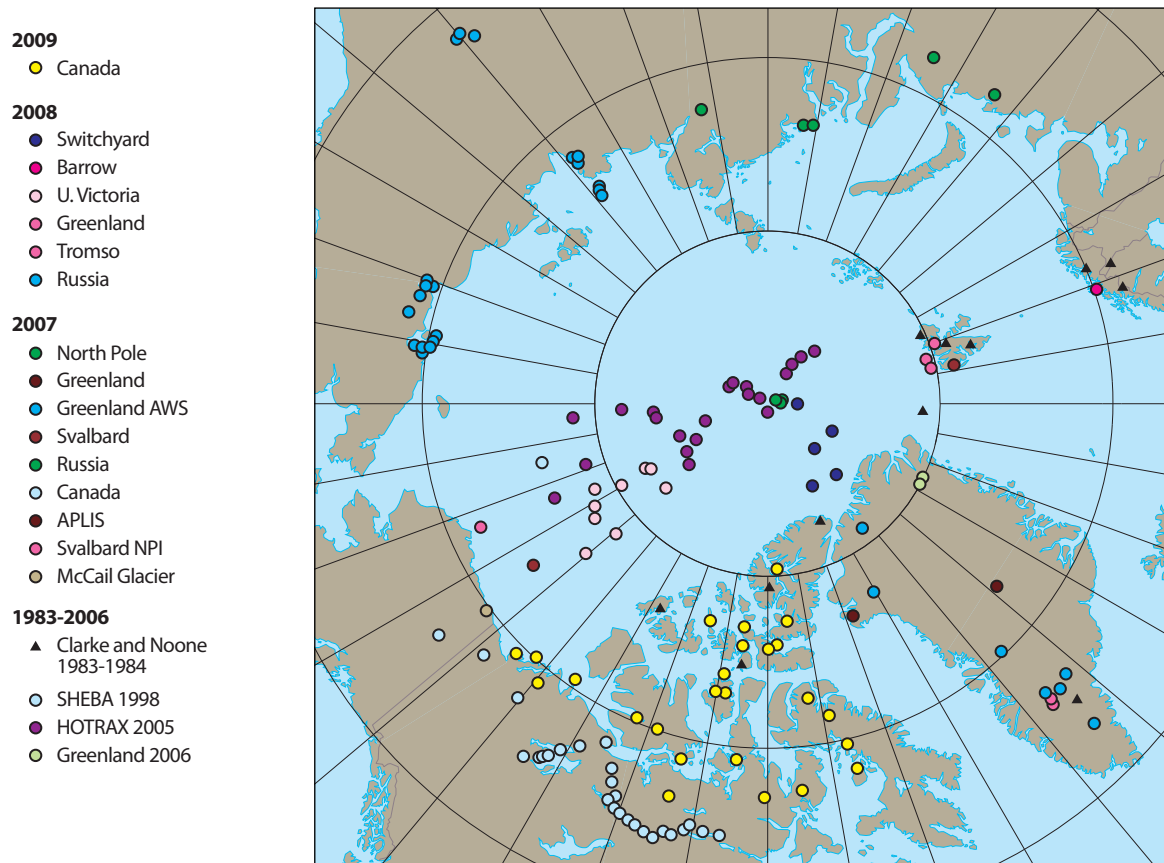 2009
Canada
2008
Switchyard
Barrow
U. Victoria
Greenland
Tromso
Russia
2007
North Pole
Greenland
Greenland AWS
Svalbard
Russia
Canada
APLIS
Svalbard NPI
McCail Glacier
1983-2006
Clarke and Noone
1983-1984
SHEBA 1998
HOTRAX 2005
Greenland 2006